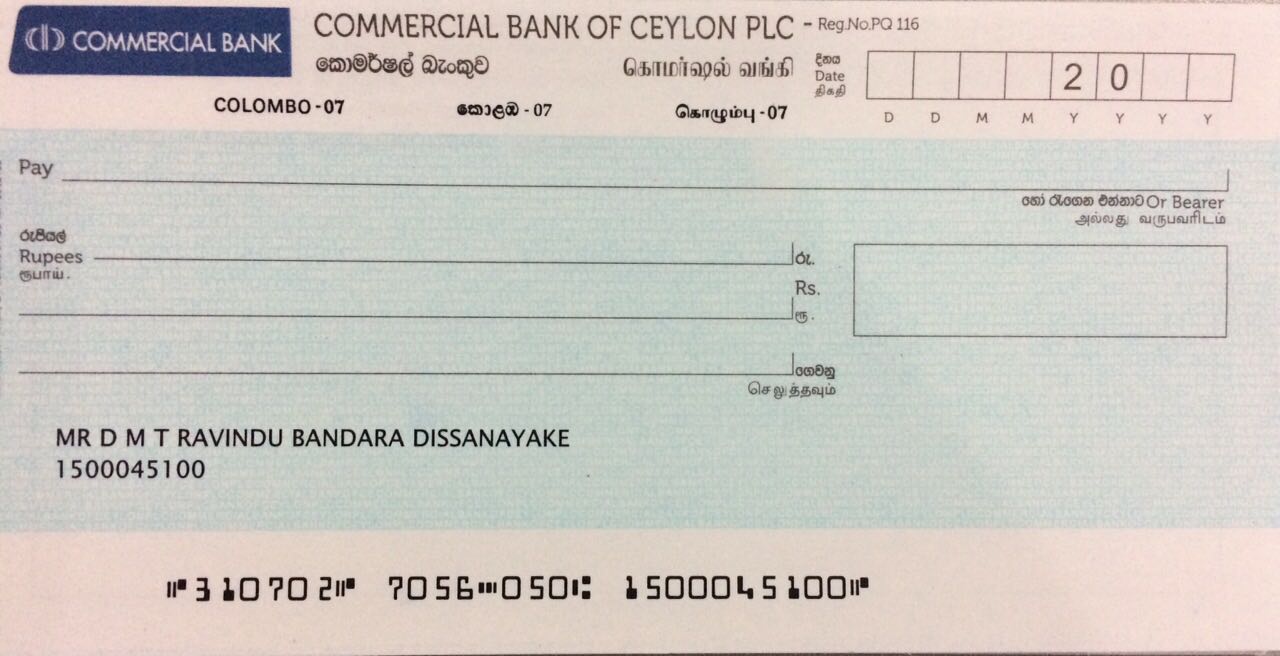 COMMERCIAL BANK
COMMERCIAL BANK OF CEYLON PLC - Reg.No.PQ 116
කොමර්ෂල් බැංකුව
கொமர்ஷல் வங்கி
COLOMBO - 07
කොළඹ - 07
கொழும்பு - 07
දිනය
Date
திகதி
2 0
D D M M Y Y Y Y
Pay
හෝ රැගෙන එන්නාට Or Bearer
அல்லது வருபவரிடம்
රුපියල්
Rupees
ரூபாய்.
රු.
Rs.
ரூ.
ගෙවනු
செலுத்தவும்
MR D M T RAVINDU BANDARA DISSANAYAKE
1500045100
⑈310702⑈ 7056⑉050⑆ 1500045100⑈